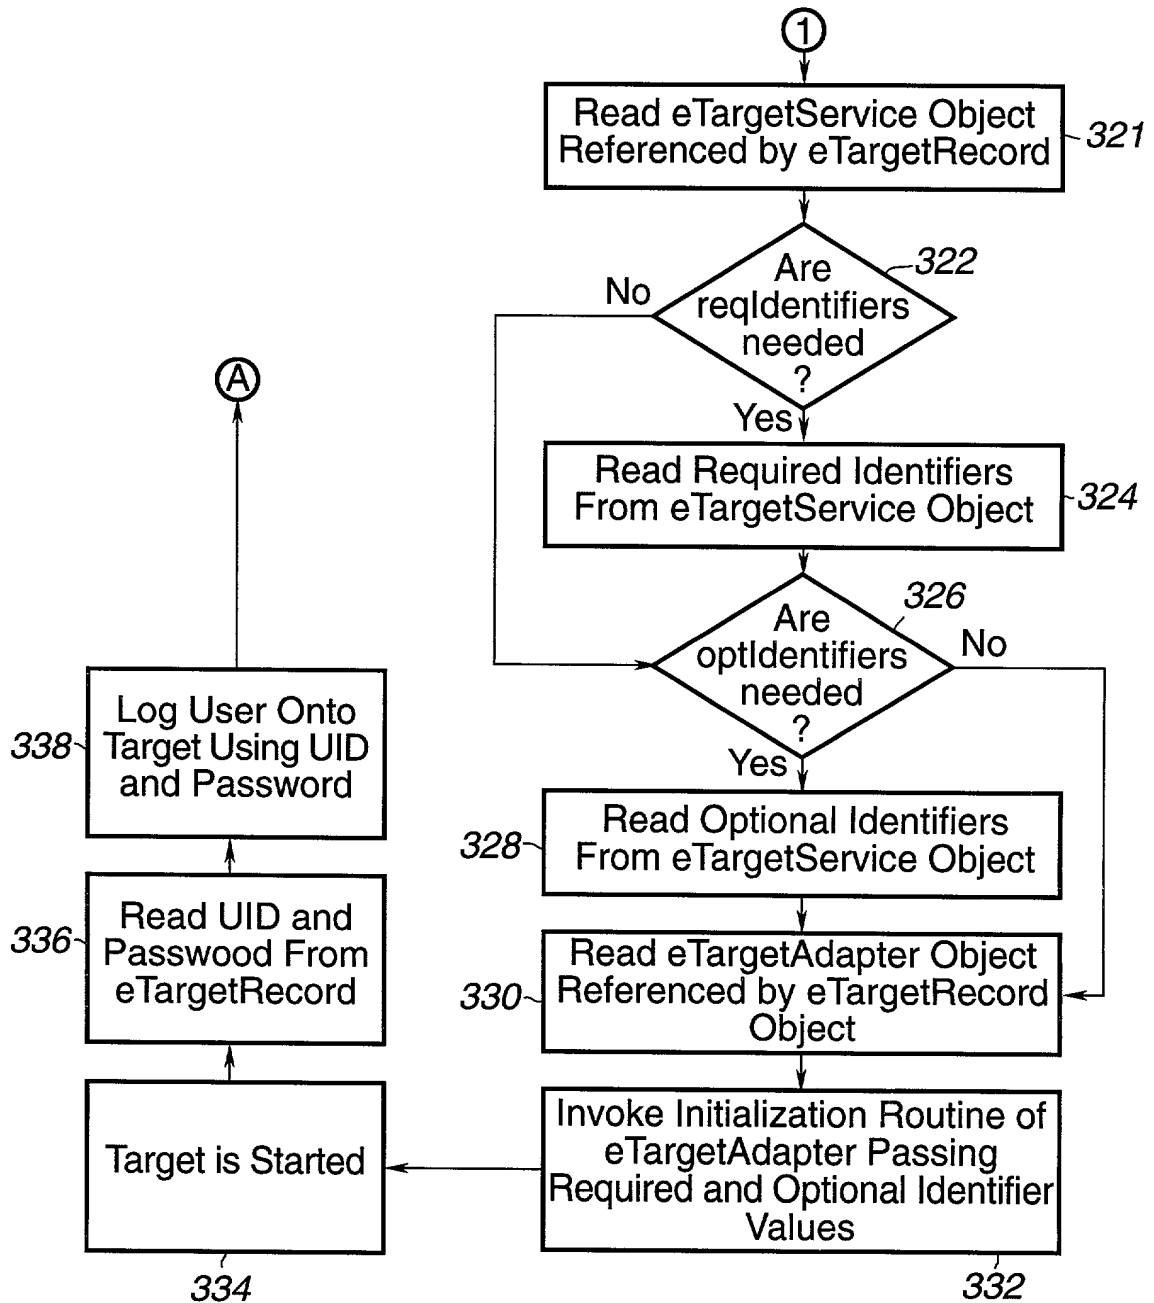 1
Read eTargetService Object
Referenced by eTargetRecord
321
Are
reqIdentifiers
needed
?
322
No
Yes
Read Required Identifiers
From eTargetService Object
324
Are
optIdentifiers
needed
?
326
No
Yes
Read Optional Identifiers
From eTargetService Object
328
Read eTargetAdapter Object
Referenced by eTargetRecord
Object
330
Invoke Initialization Routine of
eTargetAdapter Passing
Required and Optional Identifier
Values
332
Target is Started
334
Read UID and
Passwood From
eTargetRecord
336
Log User Onto
Target Using UID
and Password
338
A